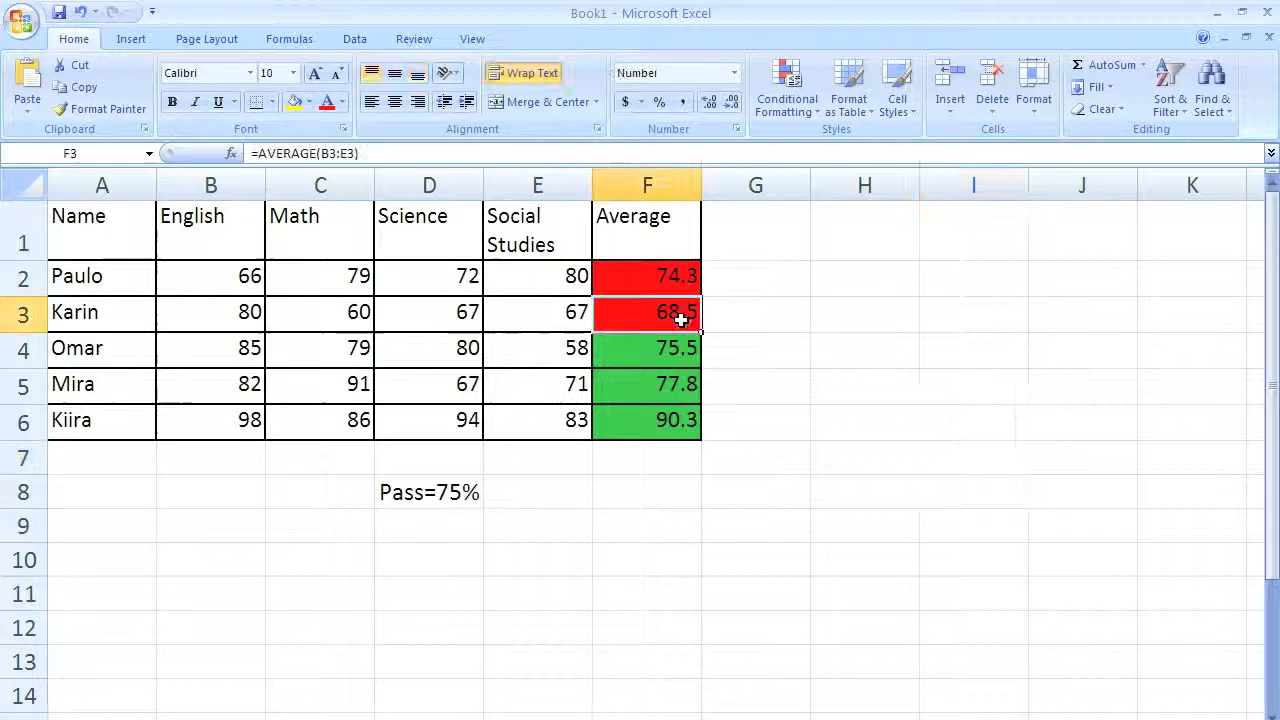 Book1 - Microsoft Excel
Home Insert Page Layout Formulas Data Review View
Paste
Cut
Copy
Format Painter
Clipboard
Calibri 10
B I U
Font
Wrap Text
Merge & Center
Alignment
Number
$ % ,
Number
Conditional Formatting
Format as Table
Cell Styles
Styles
Insert
Delete
Format
Cells
AutoSum
Fill
Clear
Sort & Filter
Find & Select
Editing
F3 fx =AVERAGE(B3:E3)
A B C D E F G H I J K
1 Name English Math Science Social Studies Average
2 Paulo 66 79 72 80 74.3
3 Karin 80 60 67 67 68.5
4 Omar 85 79 80 58 75.5
5 Mira 82 91 67 71 77.8
6 Kiira 98 86 94 83 90.3
7
8 Pass=75%
9
10
11
12
13
14